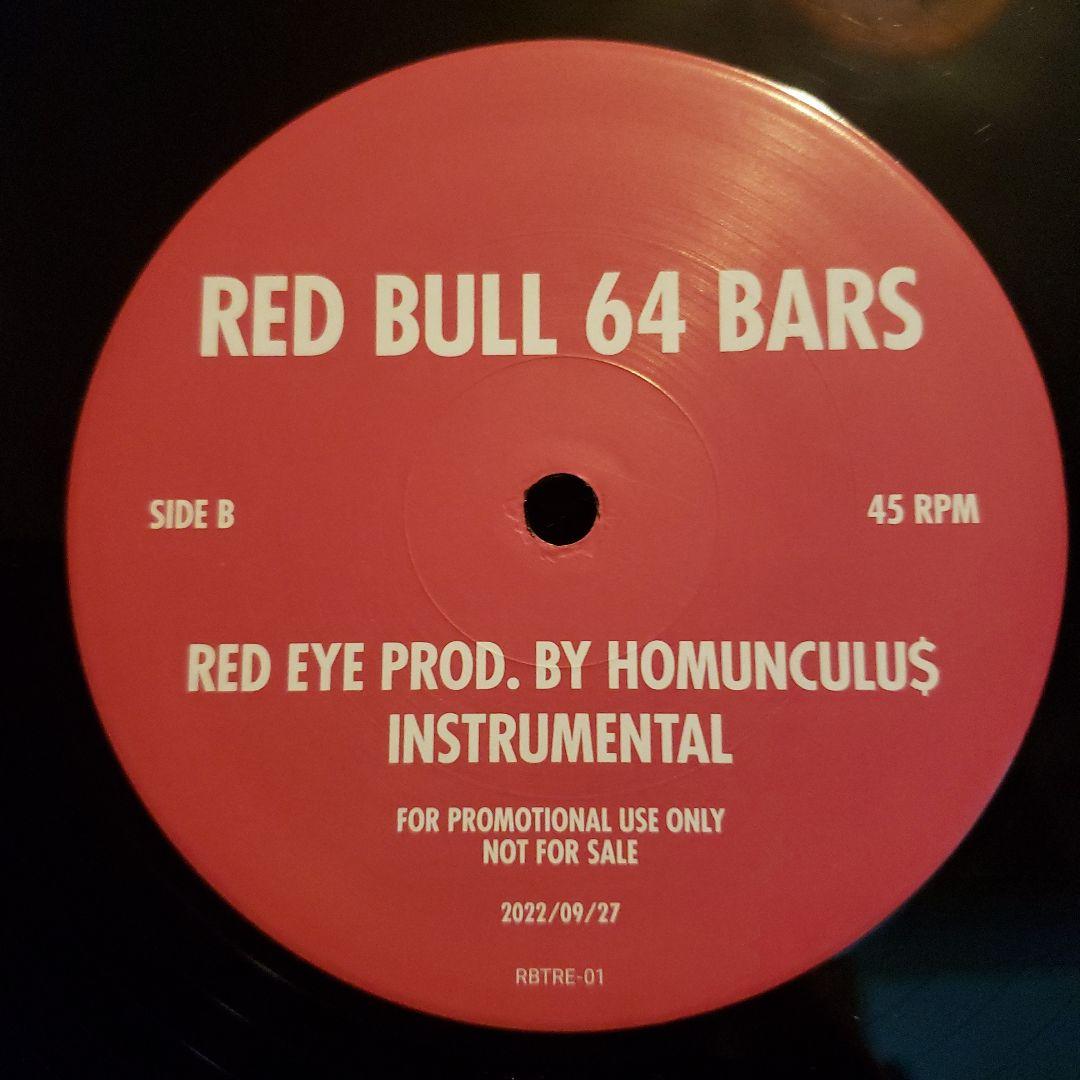 RED BULL 64 BARS
SIDE B
45 RPM
RED EYE PROD. BY HOMUNCULU$
INSTRUMENTAL
FOR PROMOTIONAL USE ONLY
NOT FOR SALE
2022/09/27
RBTRE-01